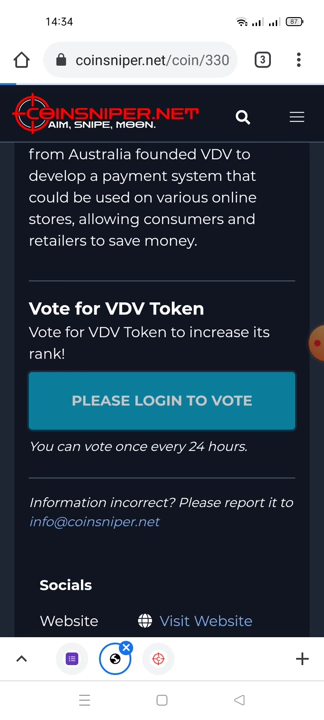 14:34
87
coinsniper.net/coin/330
3
COINSNIPER.NET
AIM, SNIPE, MOON.
from Australia founded VDV to
develop a payment system that
could be used on various online
stores, allowing consumers and
retailers to save money.
Vote for VDV Token
Vote for VDV Token to increase its
rank!
PLEASE LOGIN TO VOTE
You can vote once every 24 hours.
Information incorrect? Please report it to
info@coinsniper.net
Socials
Website Visit Website